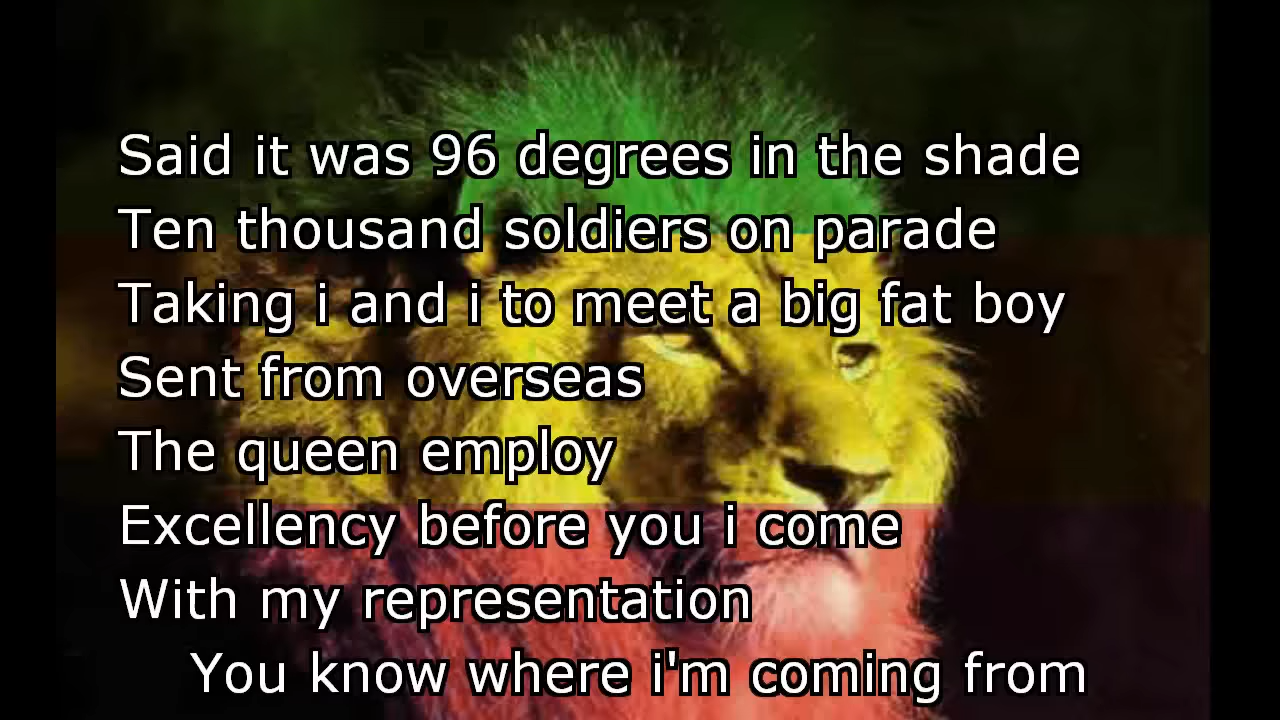 Said it was 96 degrees in the shade
Ten thousand soldiers on parade
Taking i and i to meet a big fat boy
Sent from overseas
The queen employ
Excellency before you i come
With my representation
You know where i'm coming from